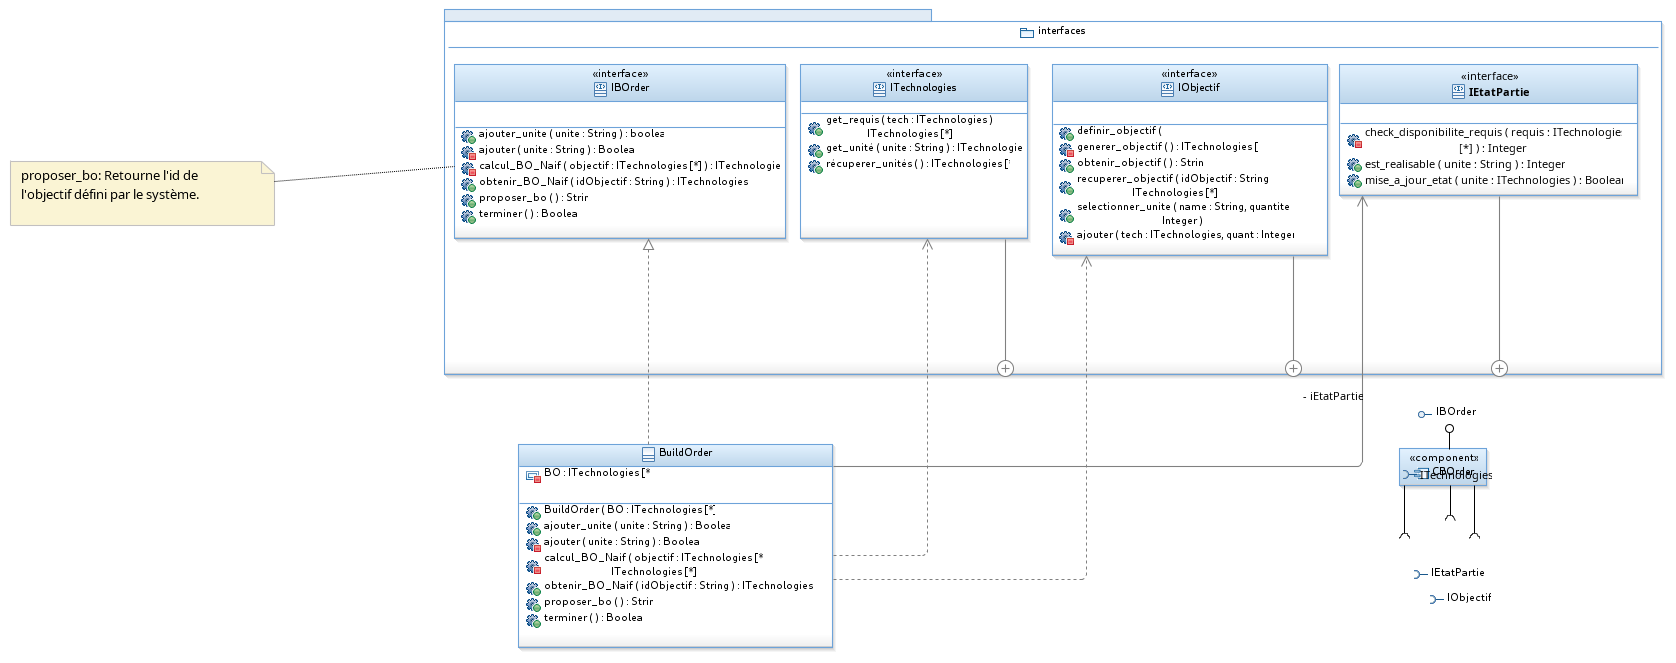 interfaces
«interface»
IBOrder
ajouter_unite ( unite : String ) : boolea
ajouter ( unite : String ) : Boolea
calcul_BO_Naif ( objectif : ITechnologies [*] ) : ITechnologie
obtenir_BO_Naif ( idObjectif : String ) : ITechnologies
proposer_bo ( ) : Strir
terminer ( ) : Boolea
«interface»
ITechnologies
get_requis ( tech : ITechnologies )
ITechnologies [*]
get_unité ( unite : String ) : ITechnologie
récuperer_unités ( ) : ITechnologies [
«interface»
IObjectif
definir_objectif (
generer_objectif ( ) : ITechnologies [
obtenir_objectif ( ) : Strin
recuperer_objectif ( idObjectif : String
ITechnologies [*]
selectionner_unite ( name : String, quantite
Integer )
ajouter ( tech : ITechnologies, quant : Integer
«interface»
IEtatPartie
check_disponibilite_requis ( requis : ITechnologie
[*] ) : Integer
est_realisable ( unite : String ) : Integer
mise_a_jour_etat ( unite : ITechnologies ) : Boolean
proposer_bo: Retourne l'id de
l'objectif défini par le système.
- iEtatPartie
BuildOrder
BO : ITechnologies [*
BuildOrder ( BO : ITechnologies [*]
ajouter_unite ( unite : String ) : Boolea
ajouter ( unite : String ) : Boolea
calcul_BO_Naif ( objectif : ITechnologies [*
ITechnologies [*]
obtenir_BO_Naif ( idObjectif : String ) : ITechnologies
proposer_bo ( ) : Strir
terminer ( ) : Boolea
IBOrder
«component»
CBOrder
ITechnologies
IEtatPartie
IObjectif